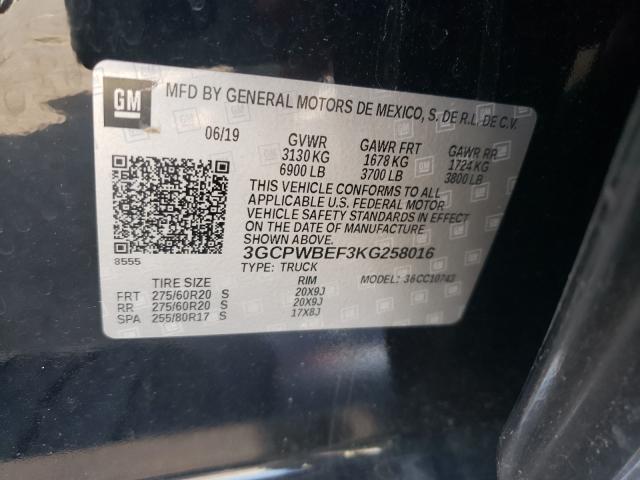 GM
MFD BY GENERAL MOTORS DE MEXICO, S. DE R.L. DE C.V.
06/19 GVWR GAWR FRT GAWR RR
3130 KG 1678 KG 1724 KG
6900 LB 3700 LB 3800 LB
THIS VEHICLE CONFORMS TO ALL
APPLICABLE U.S. FEDERAL MOTOR
VEHICLE SAFETY STANDARDS IN EFFECT
ON THE DATE OF MANUFACTURE
SHOWN ABOVE.
8555
3GCPWBEF3KG258016
TYPE: TRUCK MODEL: 36CC10743
TIRE SIZE RIM
FRT 275/60R20 S 20X9J
RR 275/60R20 S 20X9J
SPA 255/80R17 S 17X8J